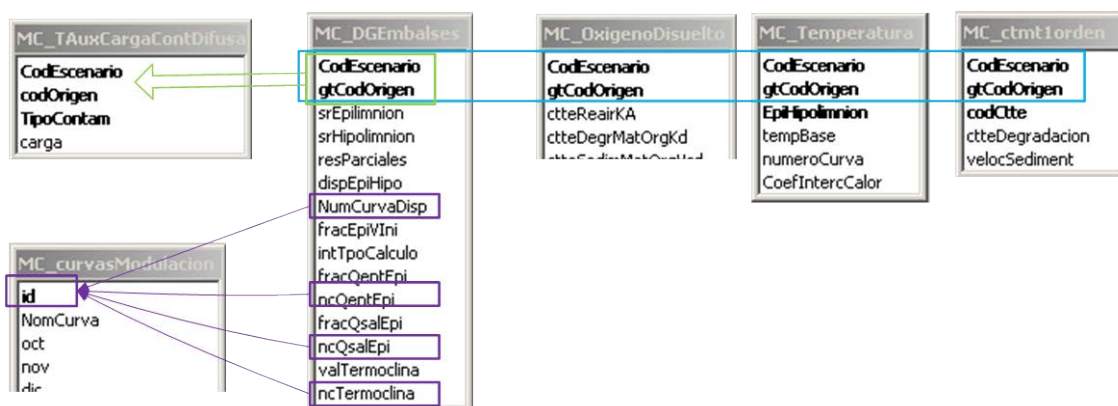 MC_TAuxCargaContDifusa
CodEscenario
codOrigen
TipoContam
carga
MC_DGEmbalses
CodEscenario
gtCodOrigen
srEpilimnion
srHipolimnion
resParciales
dispEpiHipo
NumCurvaDisp
fracEpiVIni
intTpoCalculo
fracQentEpi
ncQentEpi
fracQsalEpi
ncQsalEpi
valTermoclina
ncTermoclina
MC_OxigenoDisuelto
CodEscenario
gtCodOrigen
ctteReairKA
ctteDegrMatOrgKd
MC_Temperatura
CodEscenario
gtCodOrigen
EpiHipolimnion
tempBase
numeroCurva
CoefIntercCalor
MC_ctmt1orden
CodEscenario
gtCodOrigen
codCtte
ctteDegradacion
velocSediment
MC_curvasModulacion
id
NomCurva
oct
nov
dic